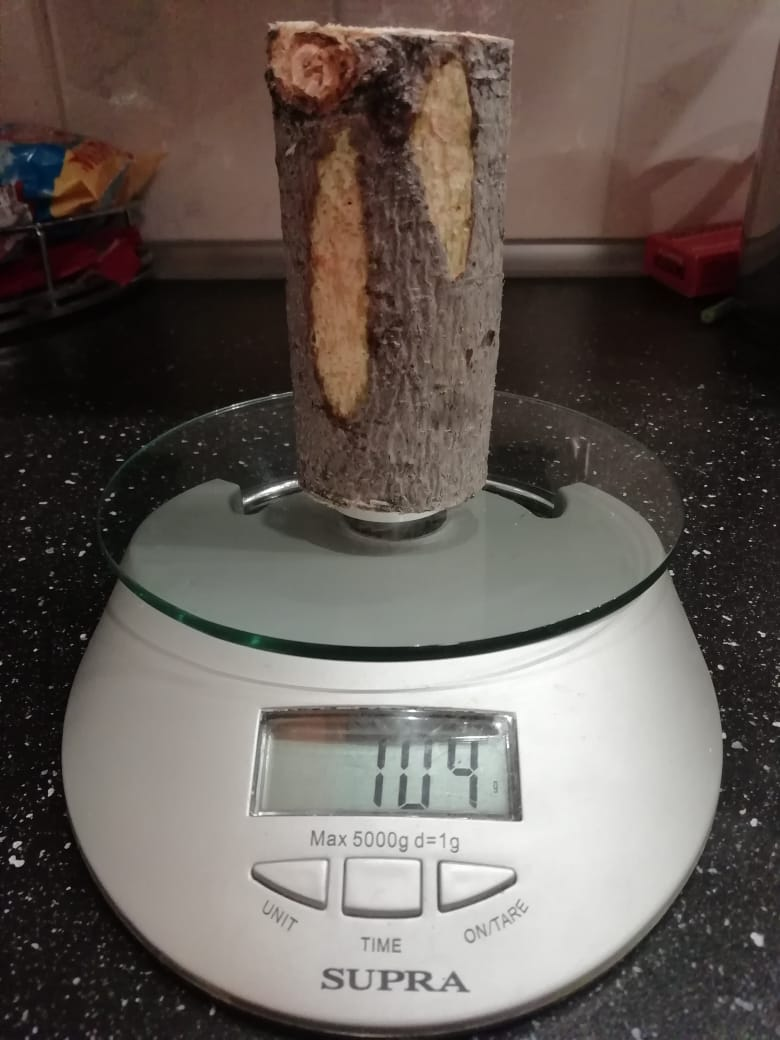 104 g
Max 5000g d=1g
UNIT
TIME
ON/TARE
SUPRA